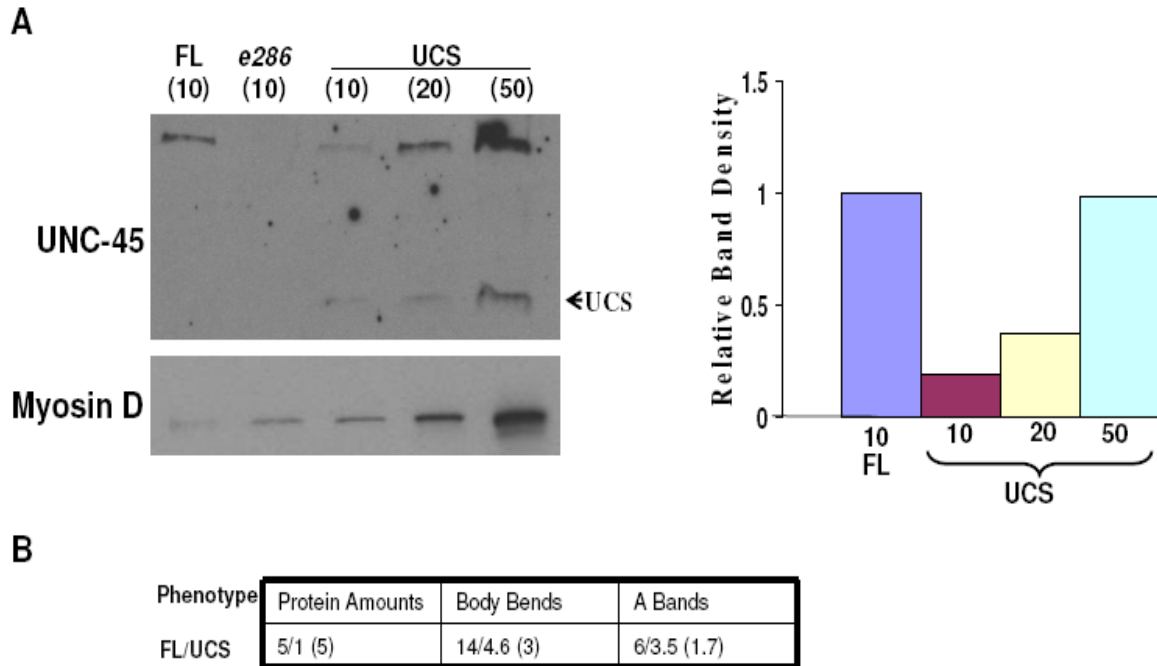 A
FL e286 UCS
(10) (10) (10) (20) (50)
UNC-45
UCS
Myosin D
Relative Band Density
1.5
1
0.5
0
10 10 20 50
FL
UCS
B
Phenotype Protein Amounts Body Bends A Bands
FL/UCS 5/1 (5) 14/4.6 (3) 6/3.5 (1.7)